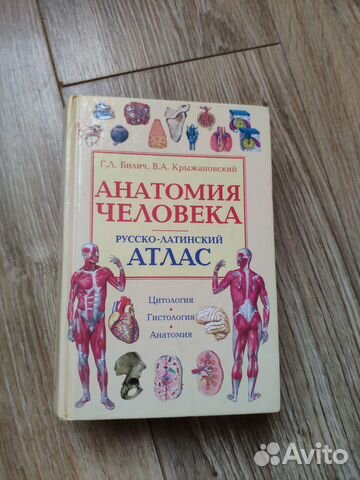 Г.Л. Билич, В.А. Крыжановский
АНАТОМИЯ
ЧЕЛОВЕКА
РУССКО-ЛАТИНСКИЙ
АТЛАС
Цитология
Гистология
Анатомия
Avito